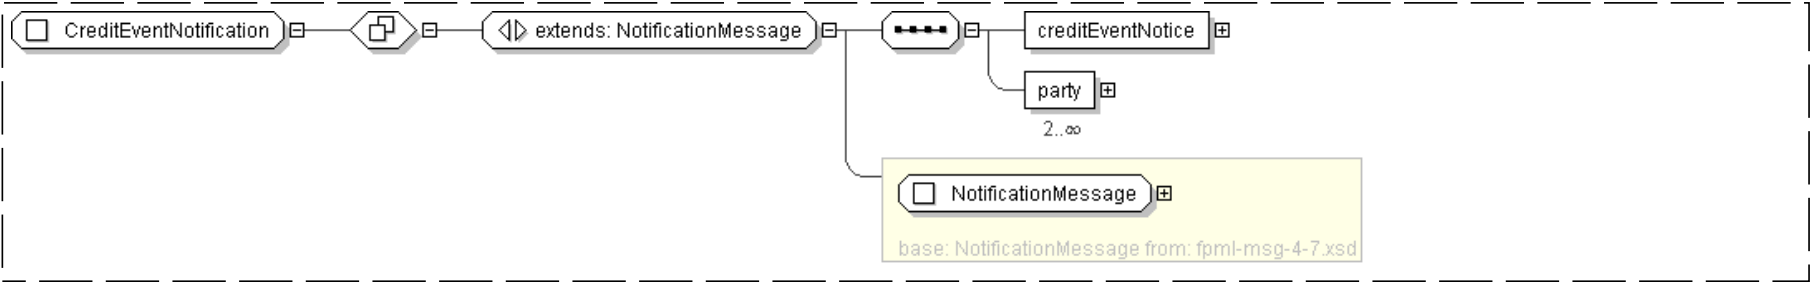 CreditEventNotification
extends: NotificationMessage
creditEventNotice
party
2..∞
NotificationMessage
base: NotificationMessage from: fpml-msg-4-7.xsd